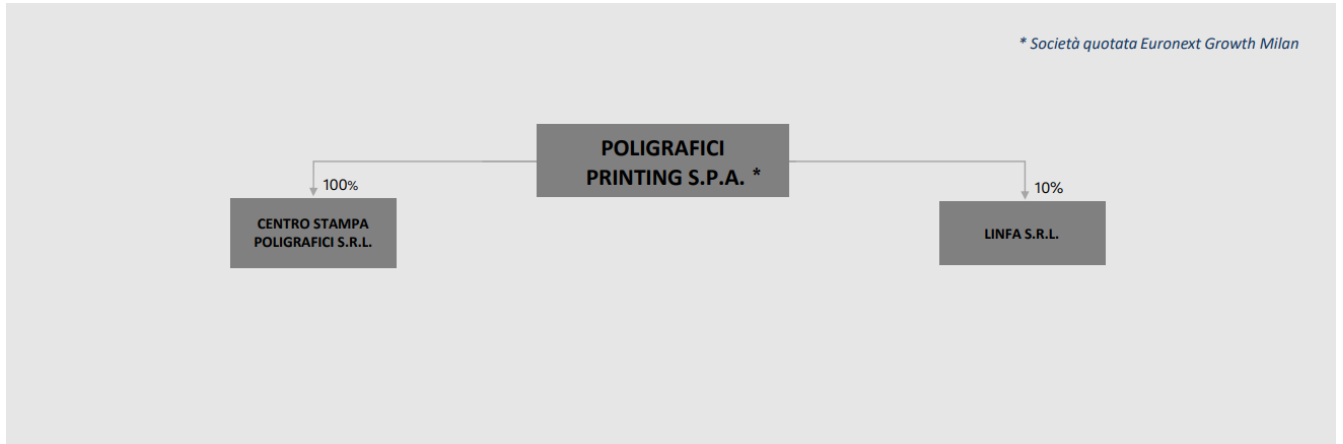 * Società quotata Euronext Growth Milan
POLIGRAFICI
PRINTING S.P.A. *
100%
10%
CENTRO STAMPA
POLIGRAFICI S.R.L.
LINFA S.R.L.